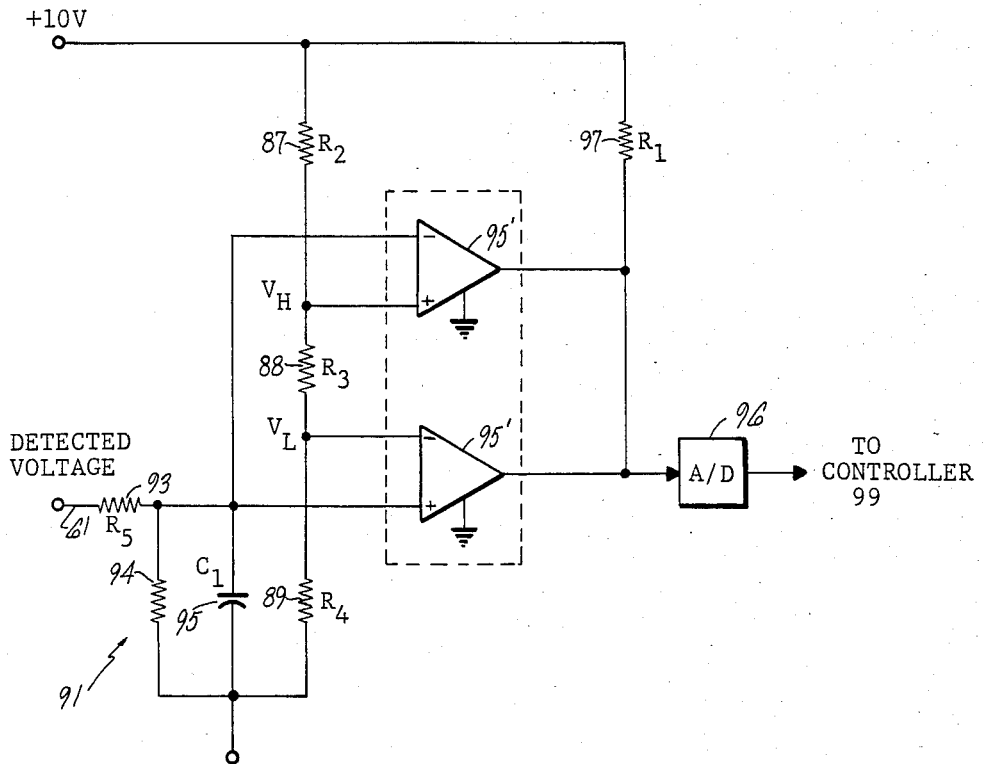 +10V
87 R2
97 R1
95'
VH
88 R3
VL
95'
96
DETECTED
VOLTAGE
A/D
TO
CONTROLLER
99
93
61 R5
94
C1
95
89 R4
91